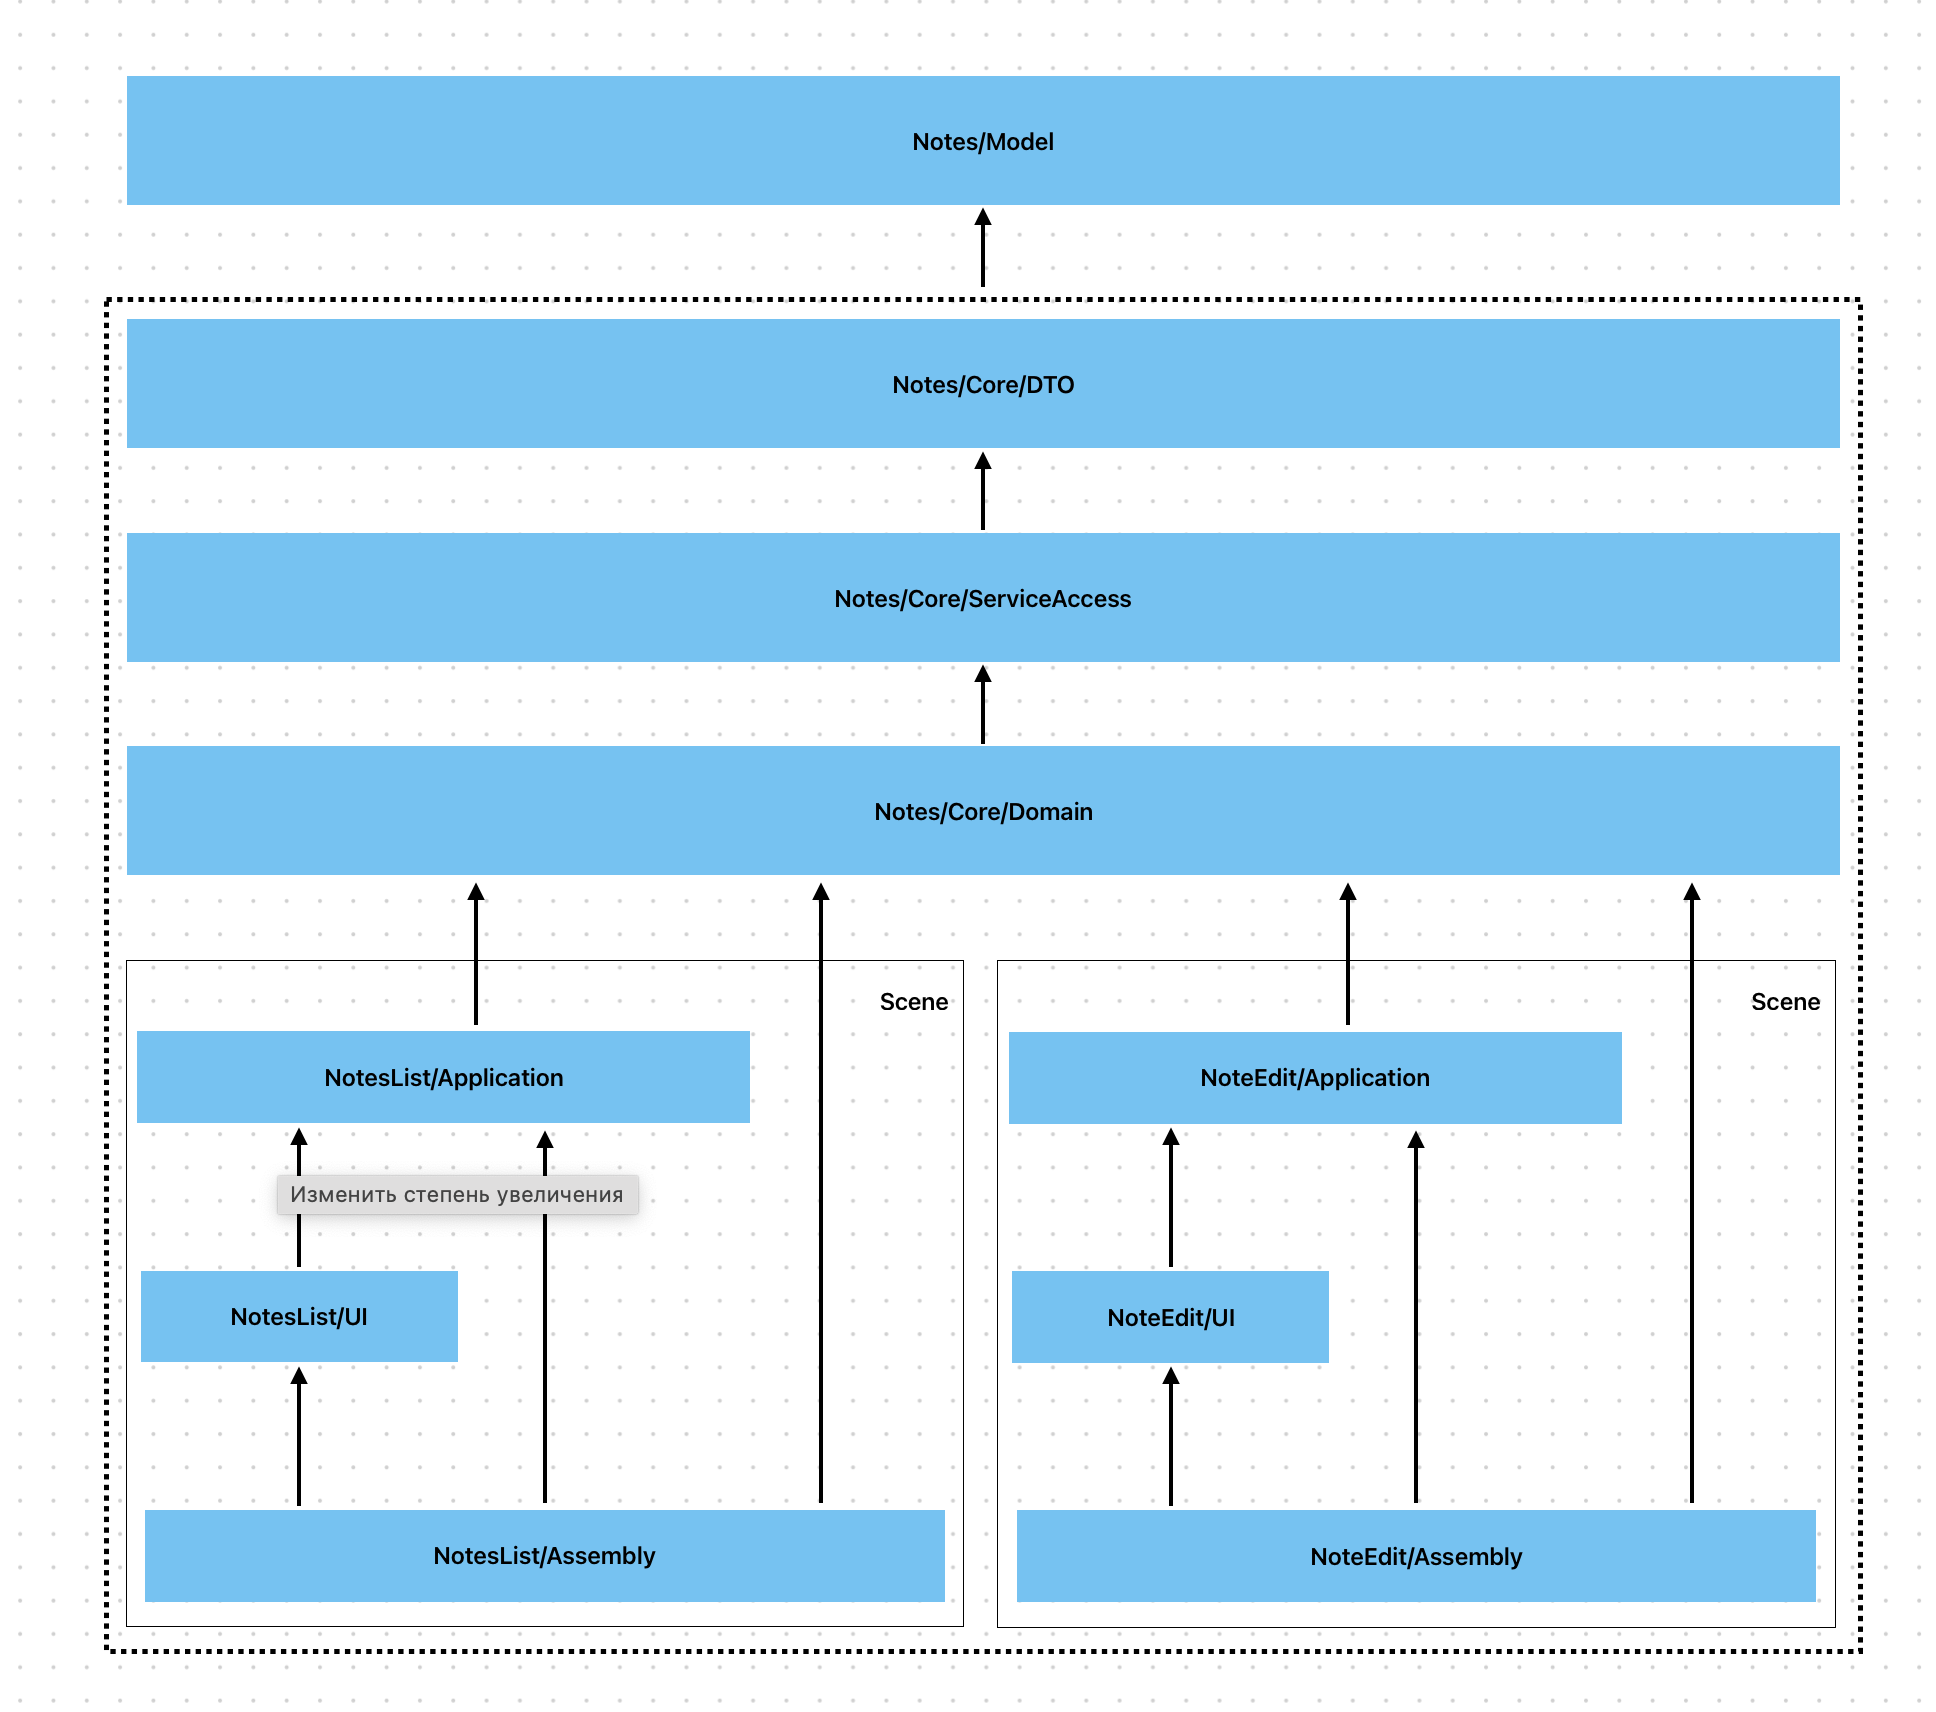 Notes/Model
Notes/Core/DTO
Notes/Core/ServiceAccess
Notes/Core/Domain
Scene
NotesList/Application
Изменить степень увеличения
NotesList/UI
NotesList/Assembly
Scene
NoteEdit/Application
NoteEdit/UI
NoteEdit/Assembly